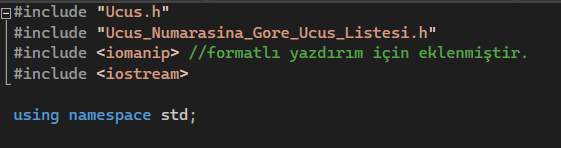 #include "Ucus.h"
#include "Ucus_Numarasina_Gore_Ucus_Listesi.h"
#include <iomanip> //formatlı yazdırım için eklenmiştir.
#include <iostream>
using namespace std;